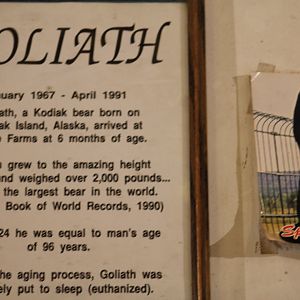 GOLIATH
January 1967 - April 1991
a Kodiak bear born on
Island, Alaska, arrived at
Farms at 6 months of age.
grew to the amazing height
weighed over 2,000 pounds...
the largest bear in the world.
Book of World Records, 1990)
24 he was equal to man's age
of 96 years.
the aging process, Goliath was
put to sleep (euthanized).